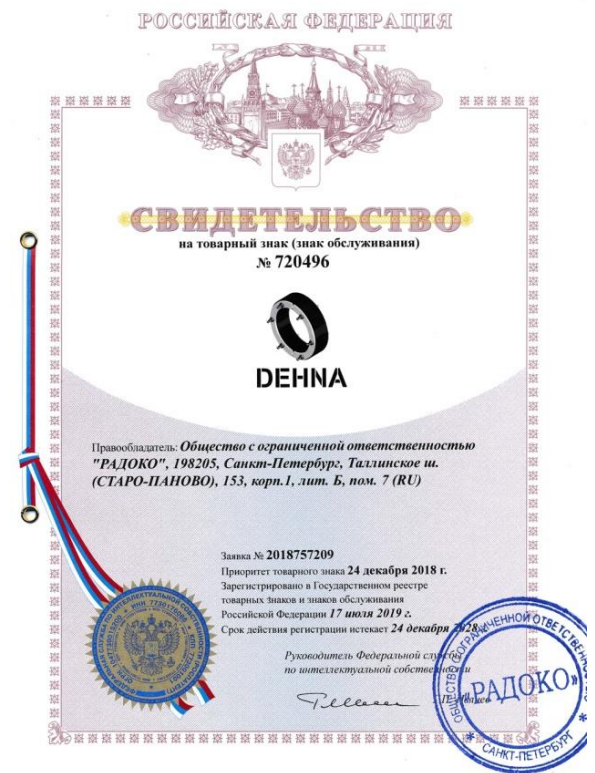 РОССИЙСКАЯ ФЕДЕРАЦИЯ
СВИДЕТЕЛЬСТВО
на товарный знак (знак обслуживания)
№ 720496
DEHNA
Правообладатель: Общество с ограниченной ответственностью
"РАДОКО", 198205, Санкт-Петербург, Таллинское ш.
(СТАРО-ПАНОВО), 153, корп.1, лит. Б, пом. 7 (RU)
Заявка № 2018757209
Приоритет товарного знака 24 декабря 2018 г.
Зарегистрировано в Государственном реестре
товарных знаков и знаков обслуживания
Российской Федерации 17 июля 2019 г.
Срок действия регистрации истекает 24 декабря 2028
Руководитель Федеральной службы
по интеллектуальной собственности
«РАДОКО»
САНКТ-ПЕТЕРБУРГ